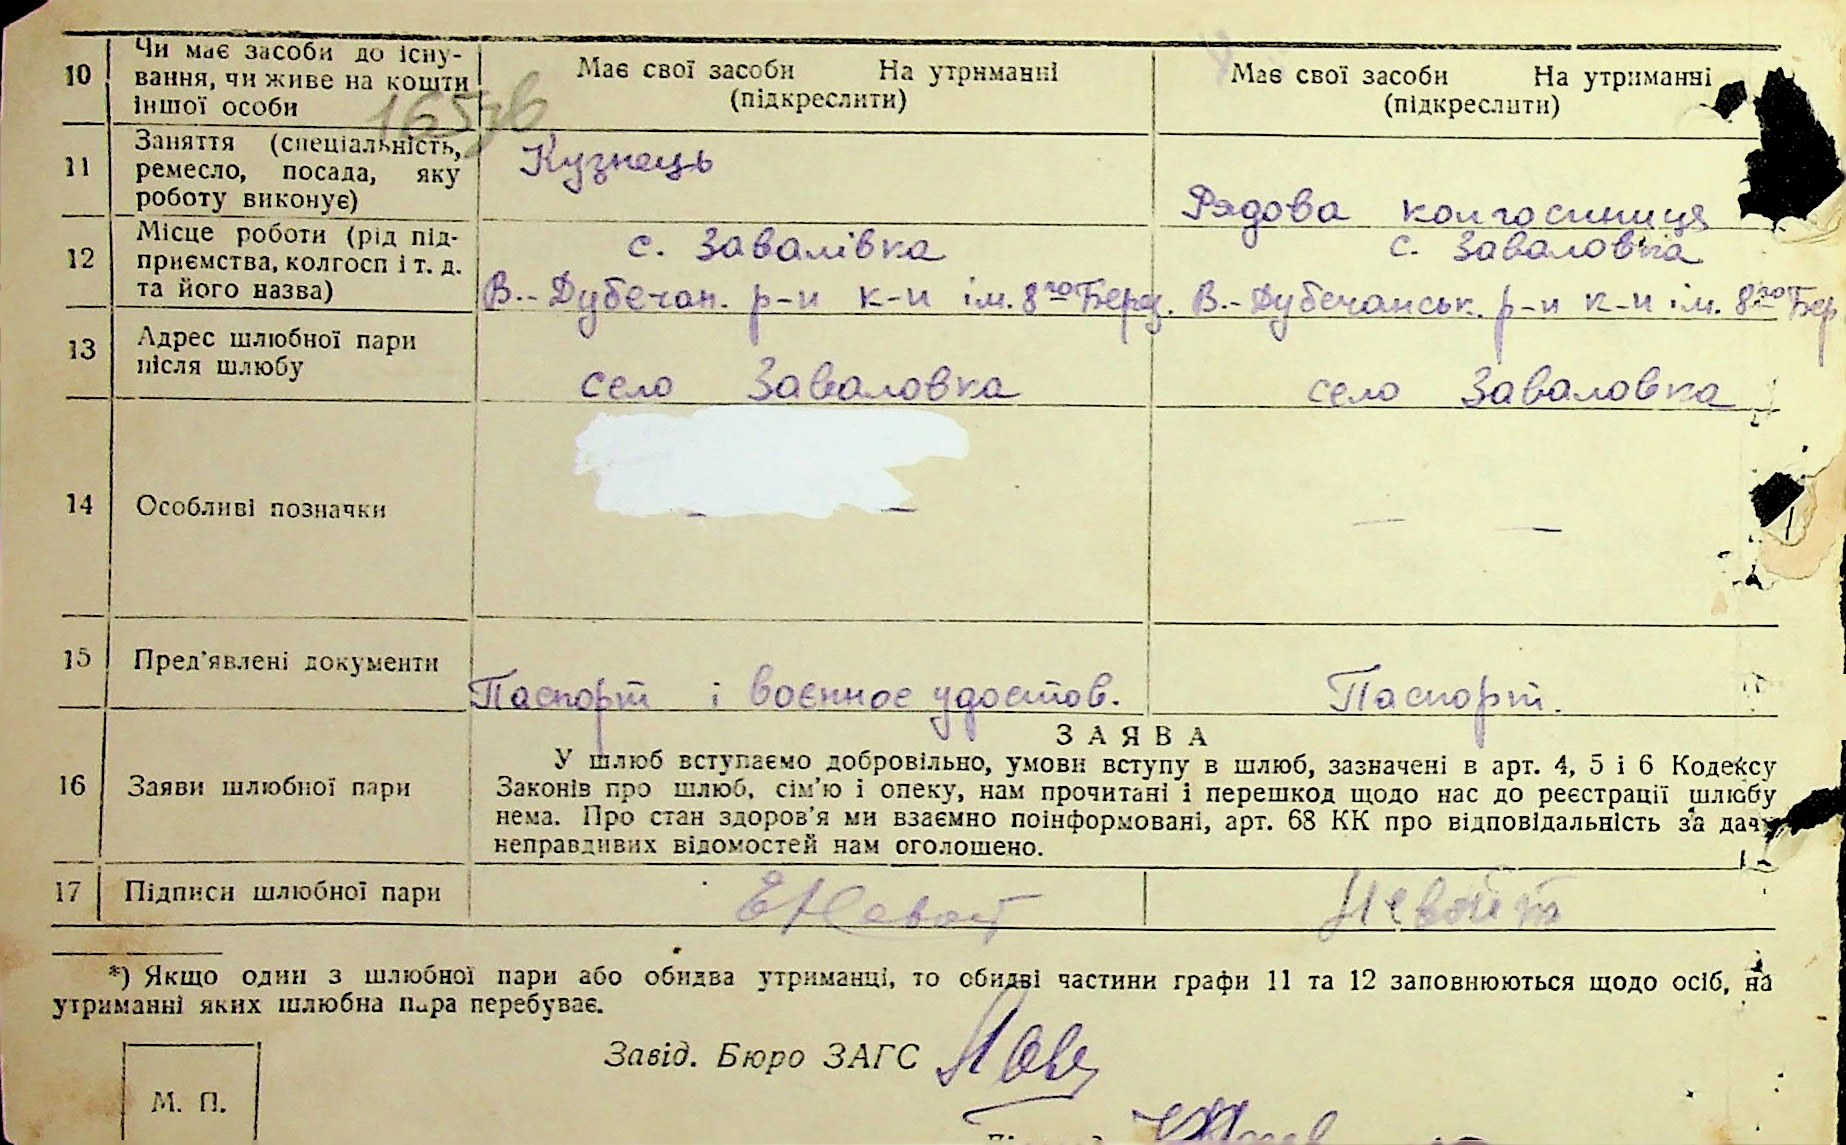 10 Чи має засоби до існу-
вання, чи живе на кошти
іншої особи
Має свої засоби На утриманні
(підкреслити)
Має свої засоби На утриманні
(підкреслити)
11 Заняття (спеціальність,
ремесло, посада, яку
роботу виконує)
Кузнець
Рядова колгоспниця
12 Місце роботи (рід під-
приємства, колгосп і т. д.
та його назва)
с. Завалівка
В.-Дубечан. р-н к-п ім. 8го Берез.
с. Заваловка
В.-Дубечанськ. р-н к-п ім. 8го Бер
13 Адрес шлюбної пари
після шлюбу
село Заваловка
село Заваловка
14 Особливі позначки
— —
— —
15 Пред'явлені документи
Паспорт і воєнноє удостов.
Паспорт.
16 Заяви шлюбної пари
ЗАЯВА
У шлюб вступаємо добровільно, умови вступу в шлюб, зазначені в арт. 4, 5 і 6 Кодексу
Законів про шлюб, сім'ю і опеку, нам прочитані і перешкод щодо нас до реєстрації шлюбу
нема. Про стан здоров'я ми взаємно поінформовані, арт. 68 КК про відповідальність за дачу
неправдивих відомостей нам оголошено.
17 Підписи шлюбної пари
*) Якщо один з шлюбної пари або обидва утриманці, то обидві частини графи 11 та 12 заповнюються щодо осіб, на
утриманні яких шлюбна пара перебуває.
Завід. Бюро ЗАГС
М. П.